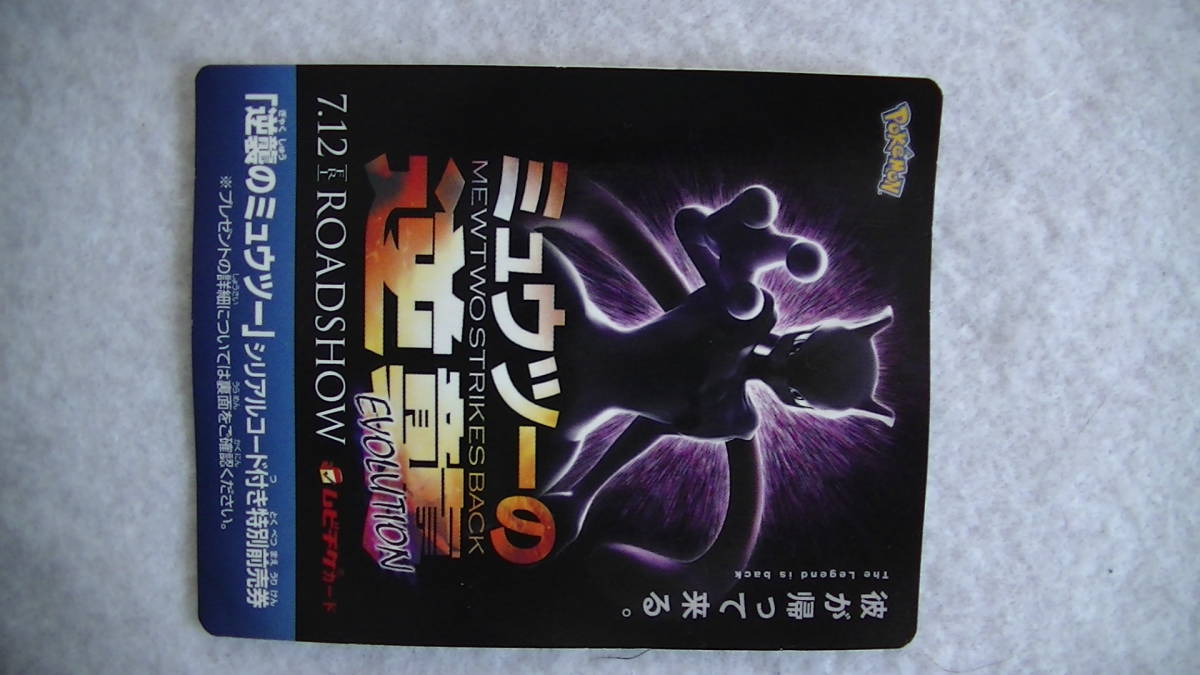 POKéMON
彼が帰って来る。
The Legend is back
ミュウツーの
MEWTWO STRIKES BACK
逆襲
EVOLUTION
7.12 FRI ROADSHOW
ムビチケカード
「逆襲のミュウツー」シリアルコード付き特別前売券
※プレゼントの詳細については裏面をご確認ください。